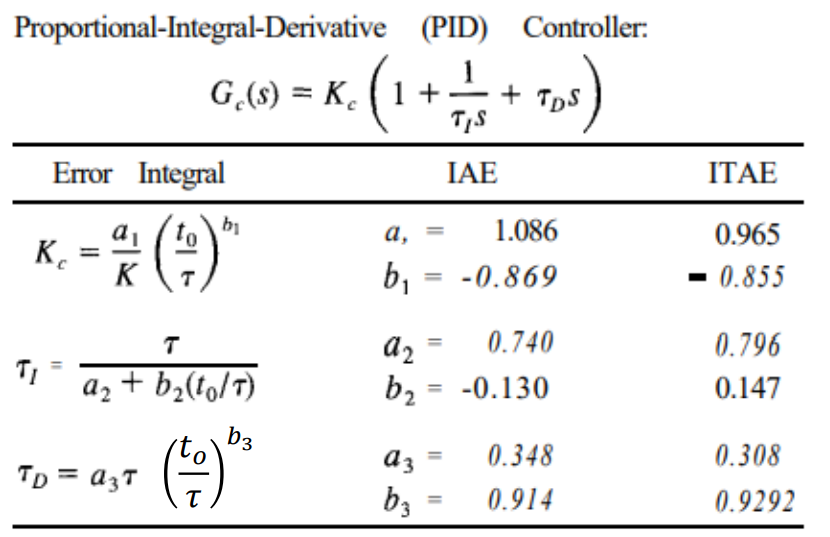 Proportional-Integral-Derivative (PID) Controller:
G_c(s) = K_c (1 + 1/(τ_I s) + τ_D s)
Error Integral IAE ITAE
K_c = a_1/K (t_0/τ)^b_1 a, = 1.086 0.965
b_1 = -0.869 - 0.855
τ_I = τ/(a_2 + b_2(t_0/τ)) a_2 = 0.740 0.796
b_2 = -0.130 0.147
τ_D = a_3τ (t_o/τ)^b_3 a_3 = 0.348 0.308
b_3 = 0.914 0.9292